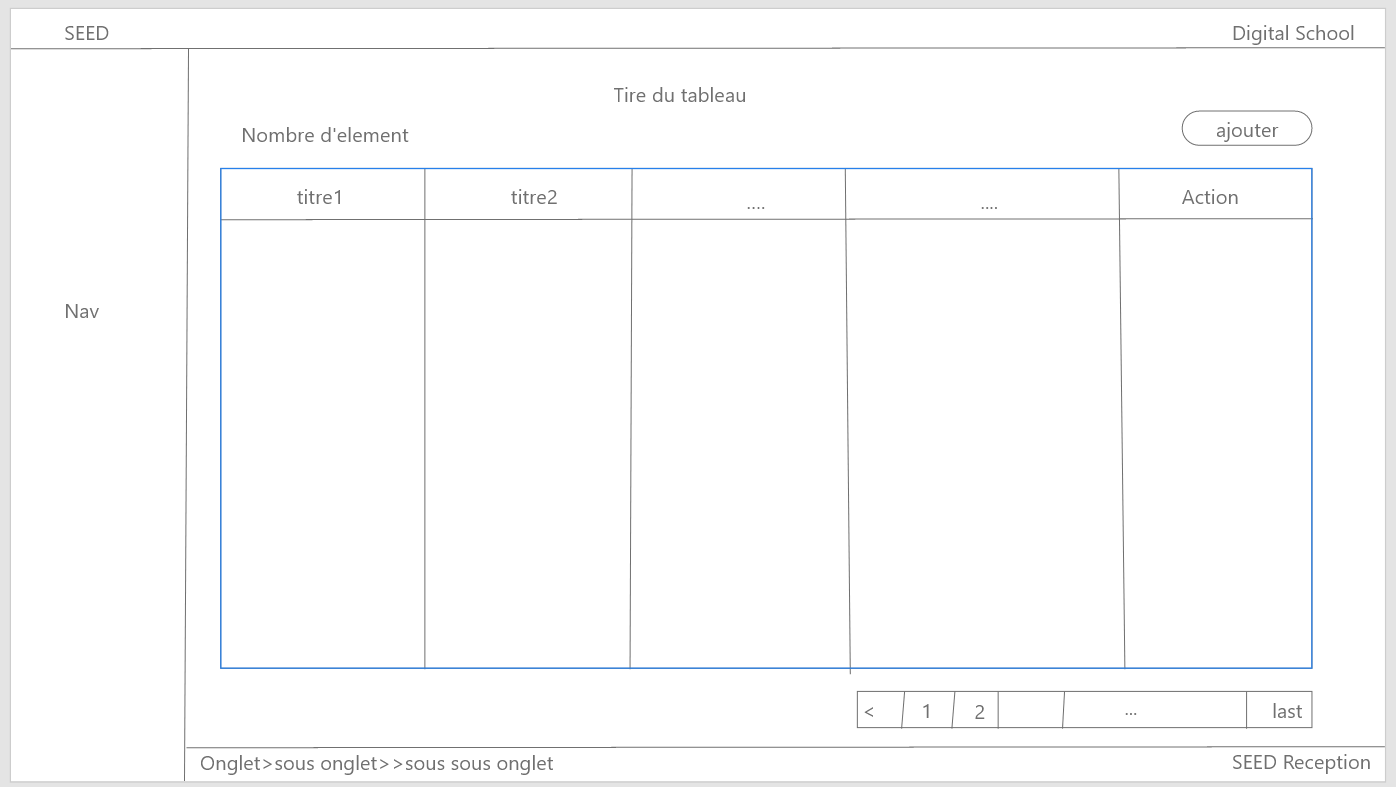 SEED
Digital School
Tire du tableau
Nombre d'element
ajouter
titre1
titre2
....
....
Action
Nav
<
1
2
...
last
Onglet>sous onglet>>sous sous onglet
SEED Reception